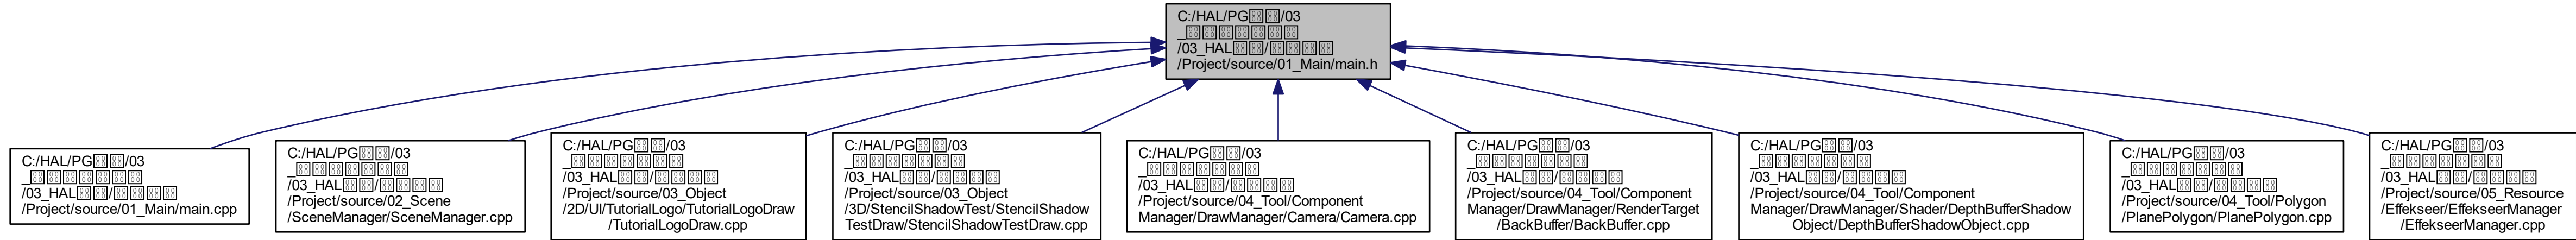 C:/HAL/PG/03
_
/03_HAL/
/Project/source/01_Main/main.h
C:/HAL/PG/03
_
/03_HAL/
/Project/source/01_Main/main.cpp
C:/HAL/PG/03
_
/03_HAL/
/Project/source/02_Scene
/SceneManager/SceneManager.cpp
C:/HAL/PG/03
_
/03_HAL/
/Project/source/03_Object
/2D/UI/TutorialLogo/TutorialLogoDraw
/TutorialLogoDraw.cpp
C:/HAL/PG/03
_
/03_HAL/
/Project/source/03_Object
/3D/StencilShadowTest/StencilShadow
TestDraw/StencilShadowTestDraw.cpp
C:/HAL/PG/03
_
/03_HAL/
/Project/source/04_Tool/Component
Manager/DrawManager/Camera/Camera.cpp
C:/HAL/PG/03
_
/03_HAL/
/Project/source/04_Tool/Component
Manager/DrawManager/RenderTarget
/BackBuffer/BackBuffer.cpp
C:/HAL/PG/03
_
/03_HAL/
/Project/source/04_Tool/Component
Manager/DrawManager/Shader/DepthBufferShadow
Object/DepthBufferShadowObject.cpp
C:/HAL/PG/03
_
/03_HAL/
/Project/source/04_Tool/Polygon
/PlanePolygon/PlanePolygon.cpp
C:/HAL/PG/03
_
/03_HAL/
/Project/source/05_Resource
/Effekseer/EffekseerManager
/EffekseerManager.cpp